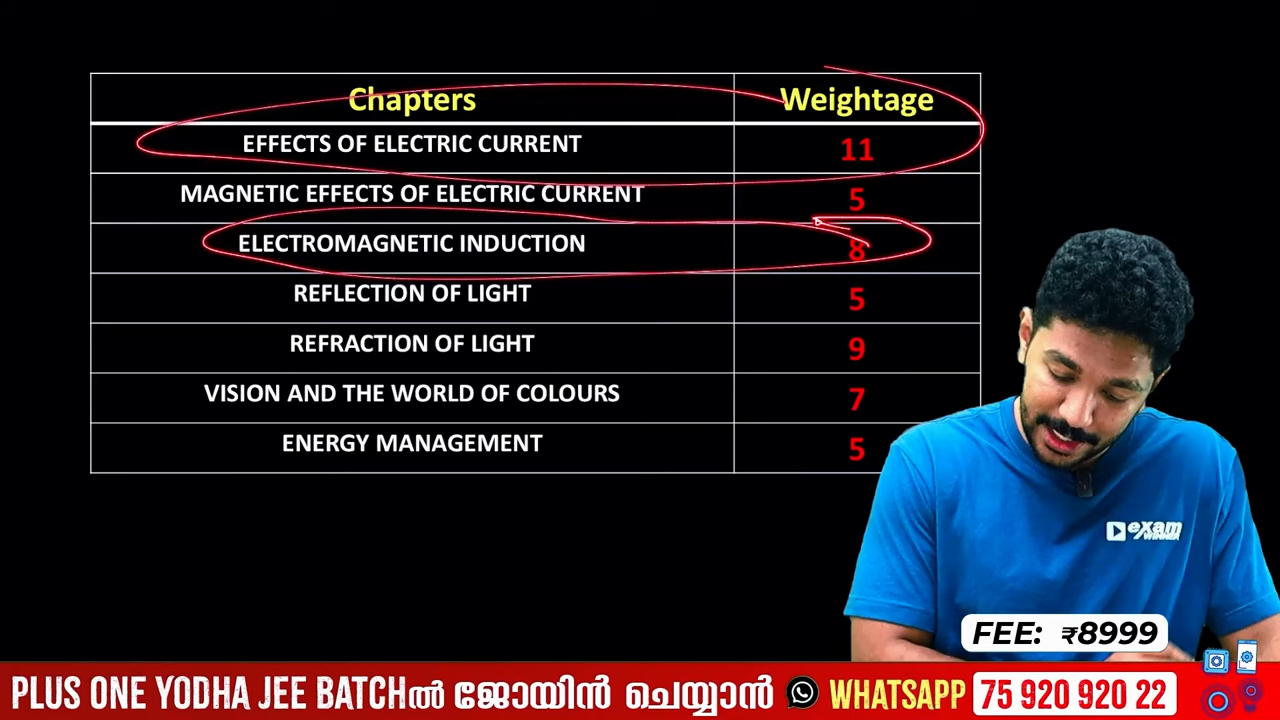 Chapters Weightage
EFFECTS OF ELECTRIC CURRENT 11
MAGNETIC EFFECTS OF ELECTRIC CURRENT 5
ELECTROMAGNETIC INDUCTION 8
REFLECTION OF LIGHT 5
REFRACTION OF LIGHT 9
VISION AND THE WORLD OF COLOURS 7
ENERGY MANAGEMENT 5
exam
WINNER
FEE: ₹8999
PLUS ONE YODHA JEE BATCHൽ ജോയിൻ ചെയ്യാൻ WHATSAPP 75 920 920 22